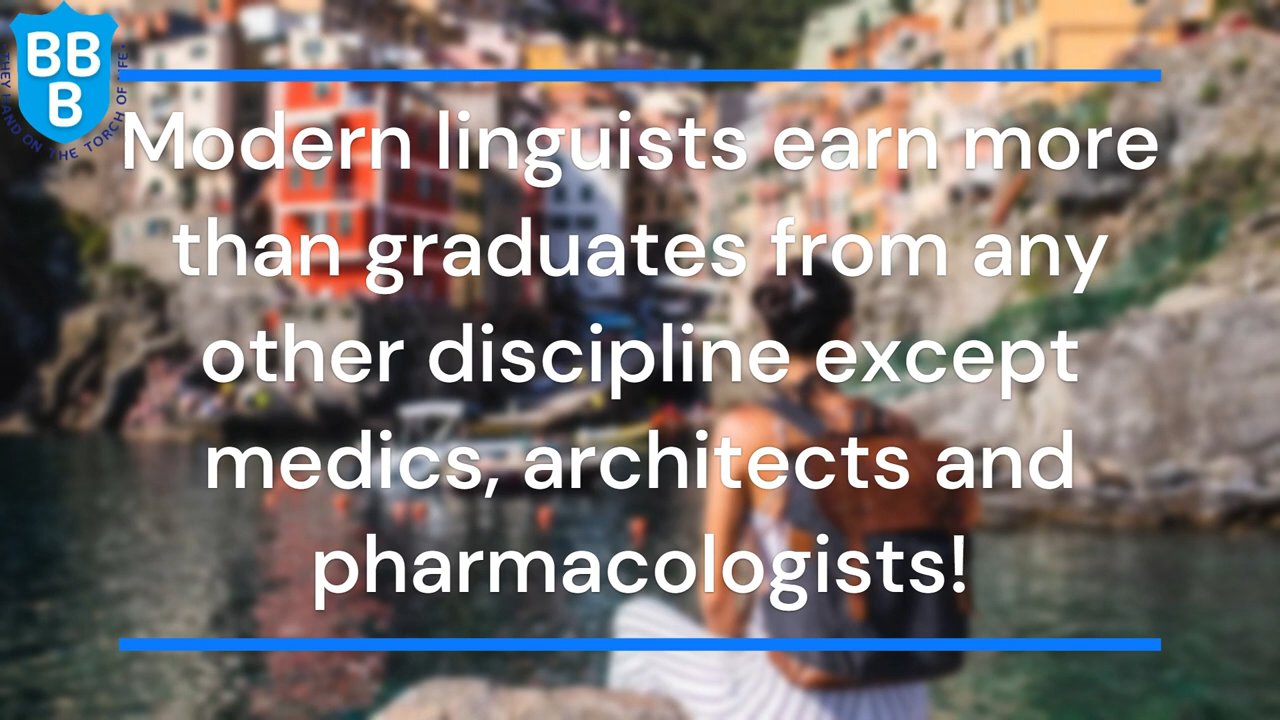 BB
B
THEY HAND ON THE TORCH OF LIFE
Modern linguists earn more
than graduates from any
other discipline except
medics, architects and
pharmacologists!